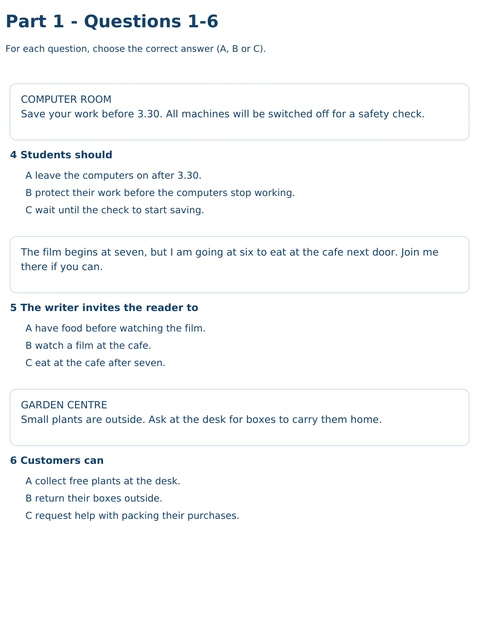 Part 1 - Questions 1-6
For each question, choose the correct answer (A, B or C).
COMPUTER ROOM
Save your work before 3.30. All machines will be switched off for a safety check.
4 Students should
A leave the computers on after 3.30.
B protect their work before the computers stop working.
C wait until the check to start saving.
The film begins at seven, but I am going at six to eat at the cafe next door. Join me
there if you can.
5 The writer invites the reader to
A have food before watching the film.
B watch a film at the cafe.
C eat at the cafe after seven.
GARDEN CENTRE
Small plants are outside. Ask at the desk for boxes to carry them home.
6 Customers can
A collect free plants at the desk.
B return their boxes outside.
C request help with packing their purchases.